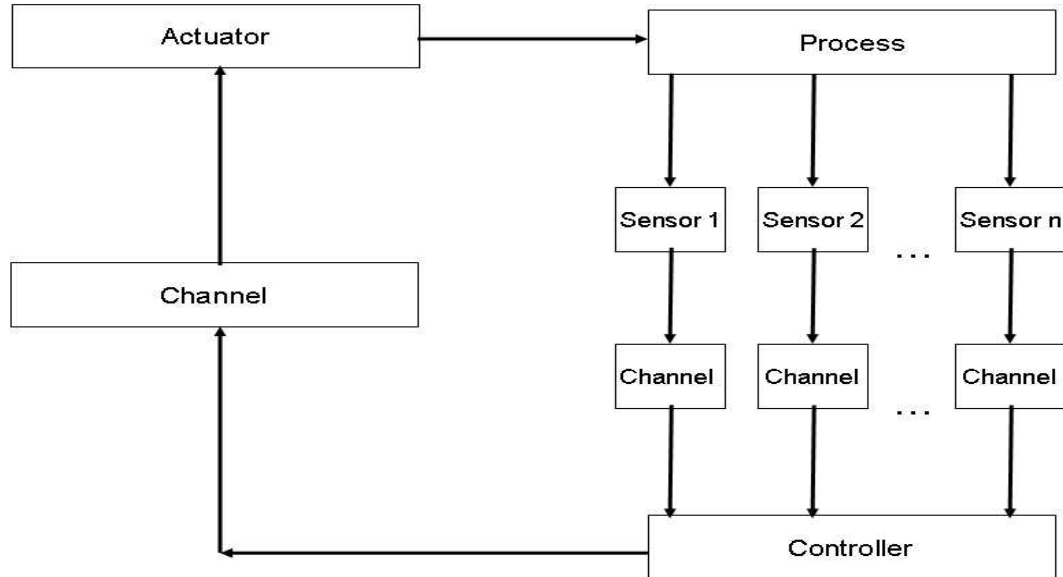 Actuator
Process
Sensor 1
Sensor 2
Sensor n
...
Channel
Channel
Channel
Channel
...
Controller